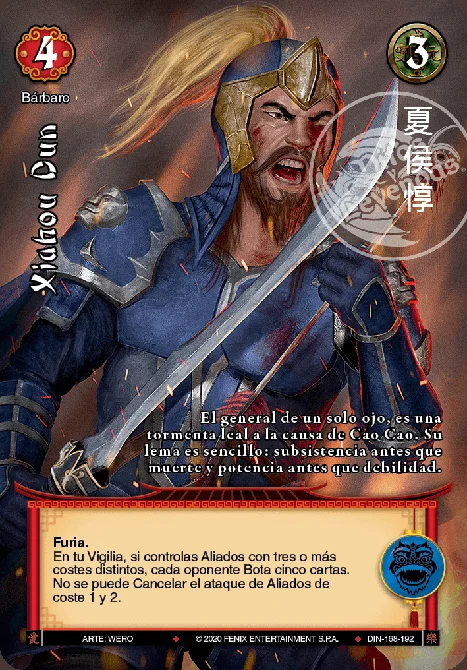 4
3
Bárbaro
Xiahou Dun
夏侯惇
El general de un solo ojo, es una
tormenta leal a la causa de Cao Cao. Su
lema es sencillo: subsistencia antes que
muerte y potencia antes que debilidad.
Furia.
En tu Vigilia, si controlas Aliados con tres o más
costes distintos, cada oponente Bota cinco cartas.
No se puede Cancelar el ataque de Aliados de
coste 1 y 2.
ARTE: WERO
© 2020 FENIX ENTERTAINMENT S.P.A.
DIN-168-192